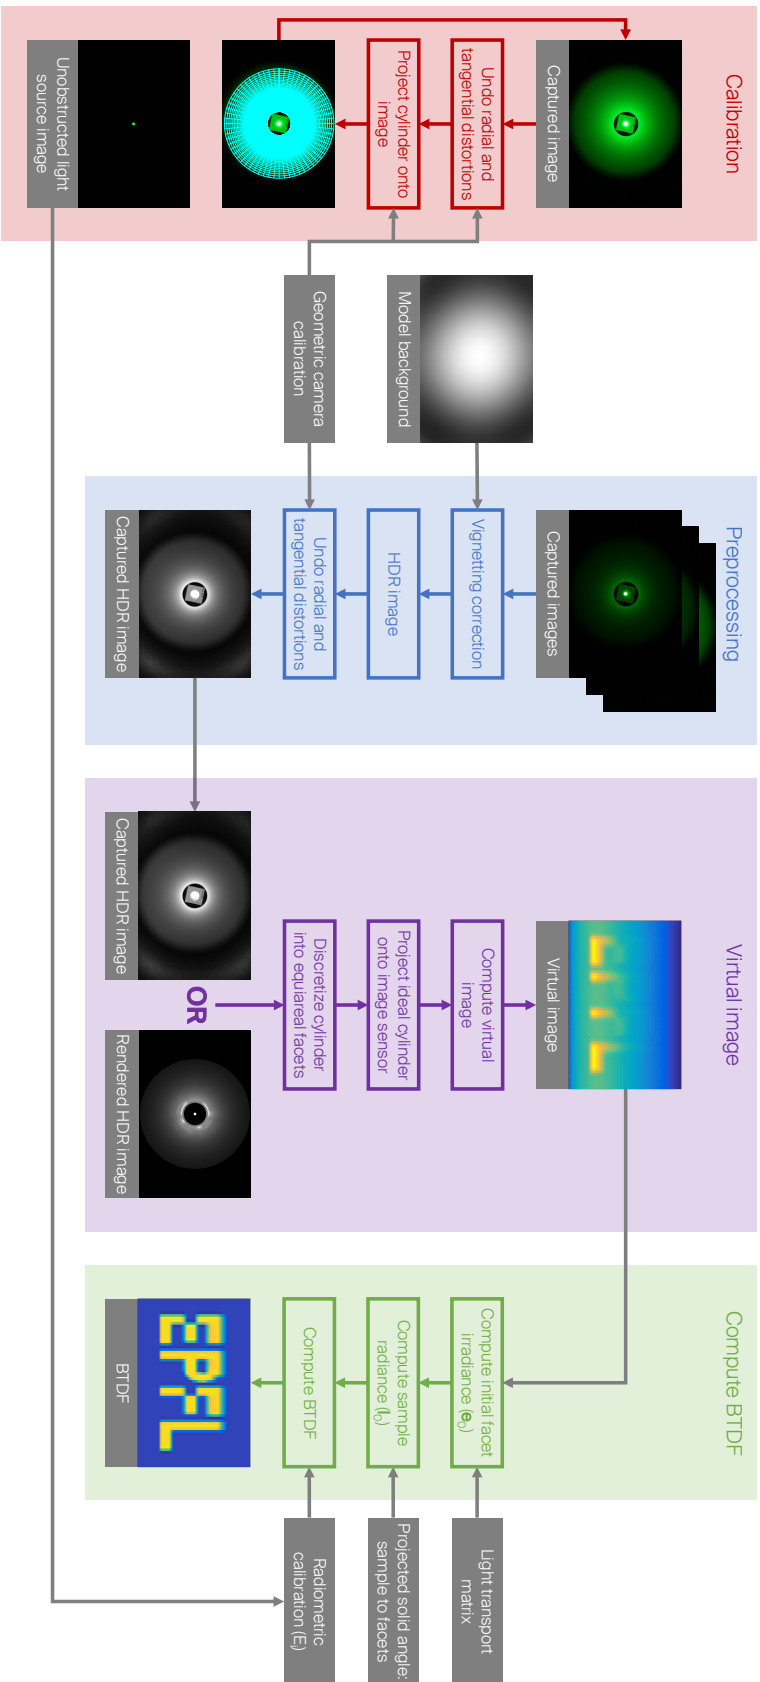 Calibration
Captured image
Undo radial and
tangential distortions
Project cylinder onto
image
Unobstructed light
source image
Model background
Geometric camera
calibration
Preprocessing
Captured images
Vignetting correction
HDR image
Undo radial and
tangential distortions
Captured HDR image
Virtual image
Virtual image
Compute virtual
image
Project ideal cylinder
onto image sensor
Discretize cylinder
into equiareal facets
Captured HDR image
OR
Rendered HDR image
Compute BTDF
Compute initial facet
irradiance (e₀)
Compute sample
radiance (l₀)
Compute BTDF
EPFL
BTDF
Light transport
matrix
Projected solid angle:
sample to facets
Radiometric
calibration (Eᵢ)